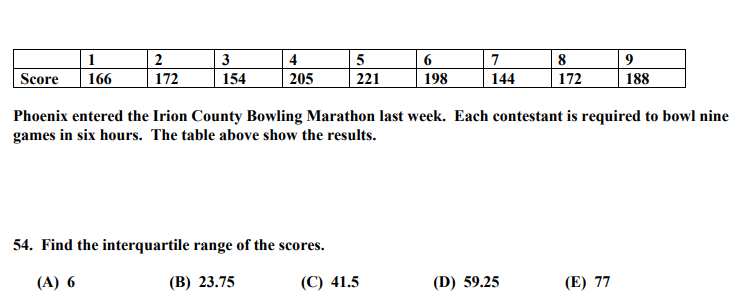 1 2 3 4 5 6 7 8 9
Score 166 172 154 205 221 198 144 172 188
Phoenix entered the Irion County Bowling Marathon last week. Each contestant is required to bowl nine
games in six hours. The table above show the results.
54. Find the interquartile range of the scores.
(A) 6 (B) 23.75 (C) 41.5 (D) 59.25 (E) 77